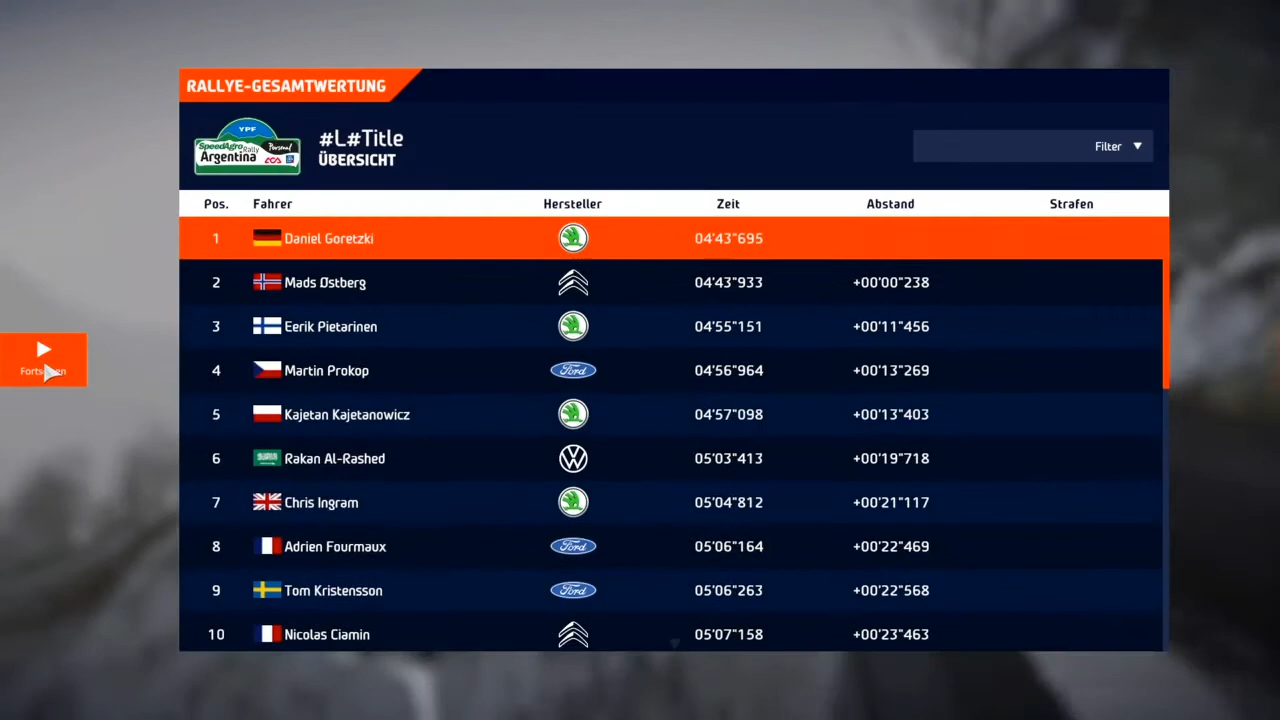 RALLYE-GESAMTWERTUNG
YPF
SpeedAgro Rally Personal
Argentina
#L#Title
ÜBERSICHT
Filter
Pos. Fahrer Hersteller Zeit Abstand Strafen
1 Daniel Goretzki 04'43"695
2 Mads Østberg 04'43"933 +00'00"238
3 Eerik Pietarinen 04'55"151 +00'11"456
4 Martin Prokop Ford 04'56"964 +00'13"269
5 Kajetan Kajetanowicz 04'57"098 +00'13"403
6 Rakan Al-Rashed 05'03"413 +00'19"718
7 Chris Ingram 05'04"812 +00'21"117
8 Adrien Fourmaux Ford 05'06"164 +00'22"469
9 Tom Kristensson Ford 05'06"263 +00'22"568
10 Nicolas Ciamin 05'07"158 +00'23"463